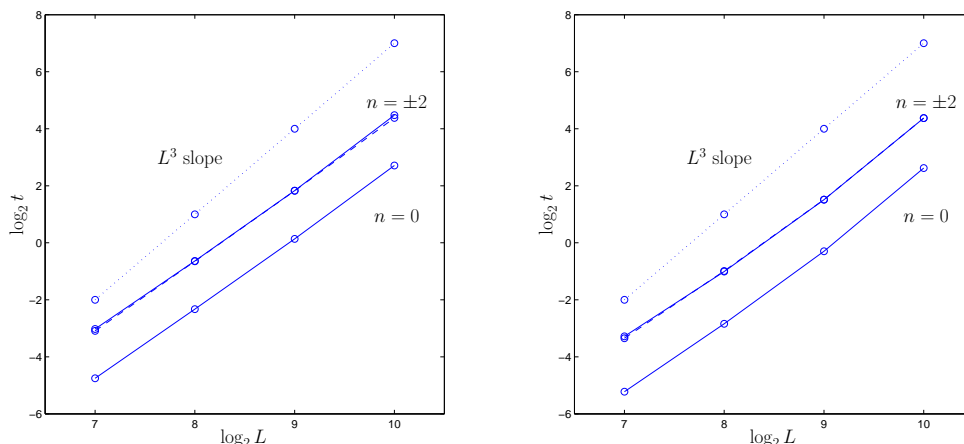 8
6
4
2
0
−2
−4
−6
7
8
9
10
log₂ t
log₂ L
n = ±2
L³ slope
n = 0
8
6
4
2
0
−2
−4
−6
7
8
9
10
log₂ t
log₂ L
n = ±2
L³ slope
n = 0